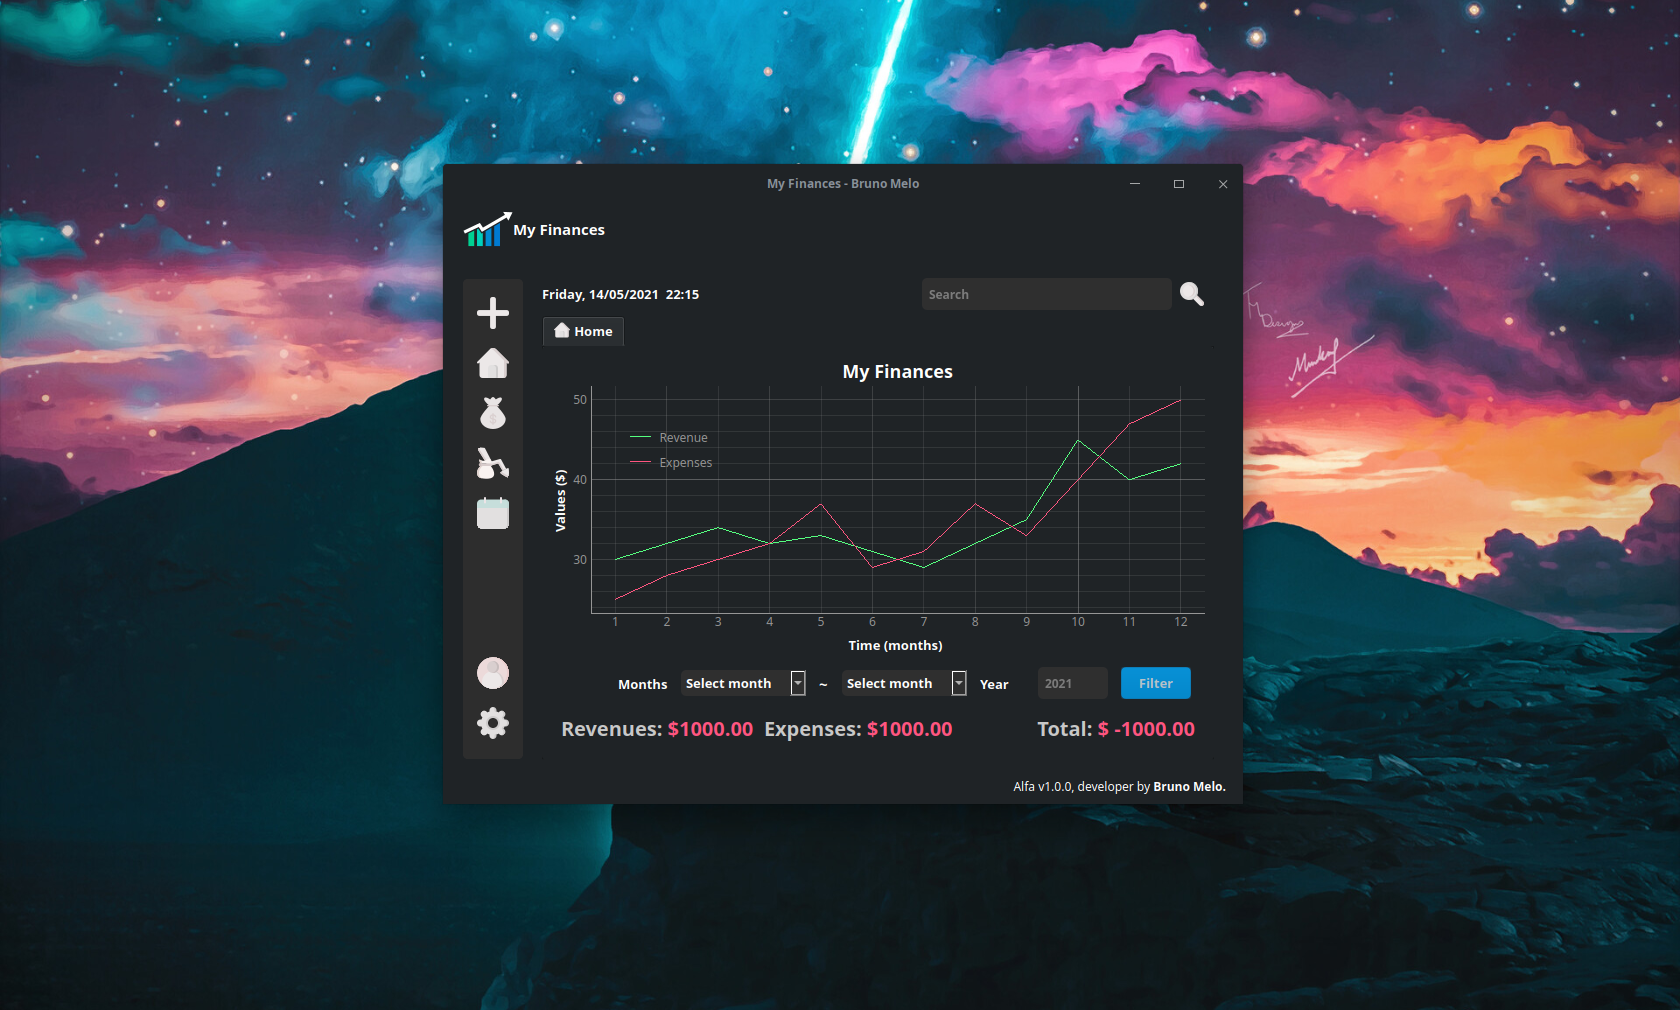 My Finances - Bruno Melo
My Finances
Friday, 14/05/2021 22:15
Search
Home
My Finances
50
40
30
Values ($)
Revenue
Expenses
1 2 3 4 5 6 7 8 9 10 11 12
Time (months)
Months Select month ~ Select month Year 2021 Filter
Revenues: $1000.00 Expenses: $1000.00 Total: $ -1000.00
Alfa v1.0.0, developer by Bruno Melo.